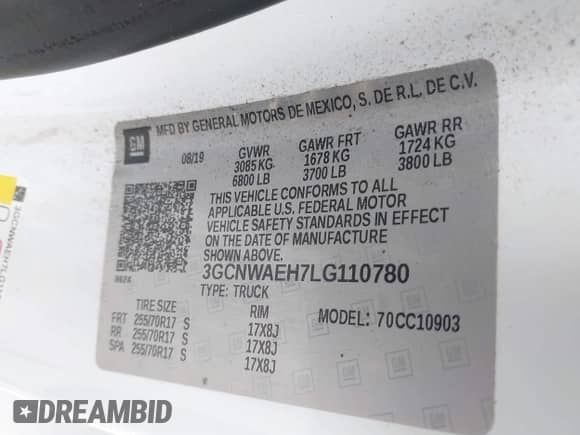 MFD BY GENERAL MOTORS DE MEXICO, S. DE R.L. DE C.V.
GM
08/19 GVWR GAWR FRT GAWR RR
3085 KG 1678 KG 1724 KG
6800 LB 3700 LB 3800 LB
THIS VEHICLE CONFORMS TO ALL
APPLICABLE U.S. FEDERAL MOTOR
VEHICLE SAFETY STANDARDS IN EFFECT
ON THE DATE OF MANUFACTURE
SHOWN ABOVE.
3GCNWAEH7LG110780
TYPE: TRUCK
TIRE SIZE RIM MODEL: 70CC10903
FRT 255/70R17 S 17X8J
RR 255/70R17 S 17X8J
SPA 255/70R17 S 17X8J
DREAMBID